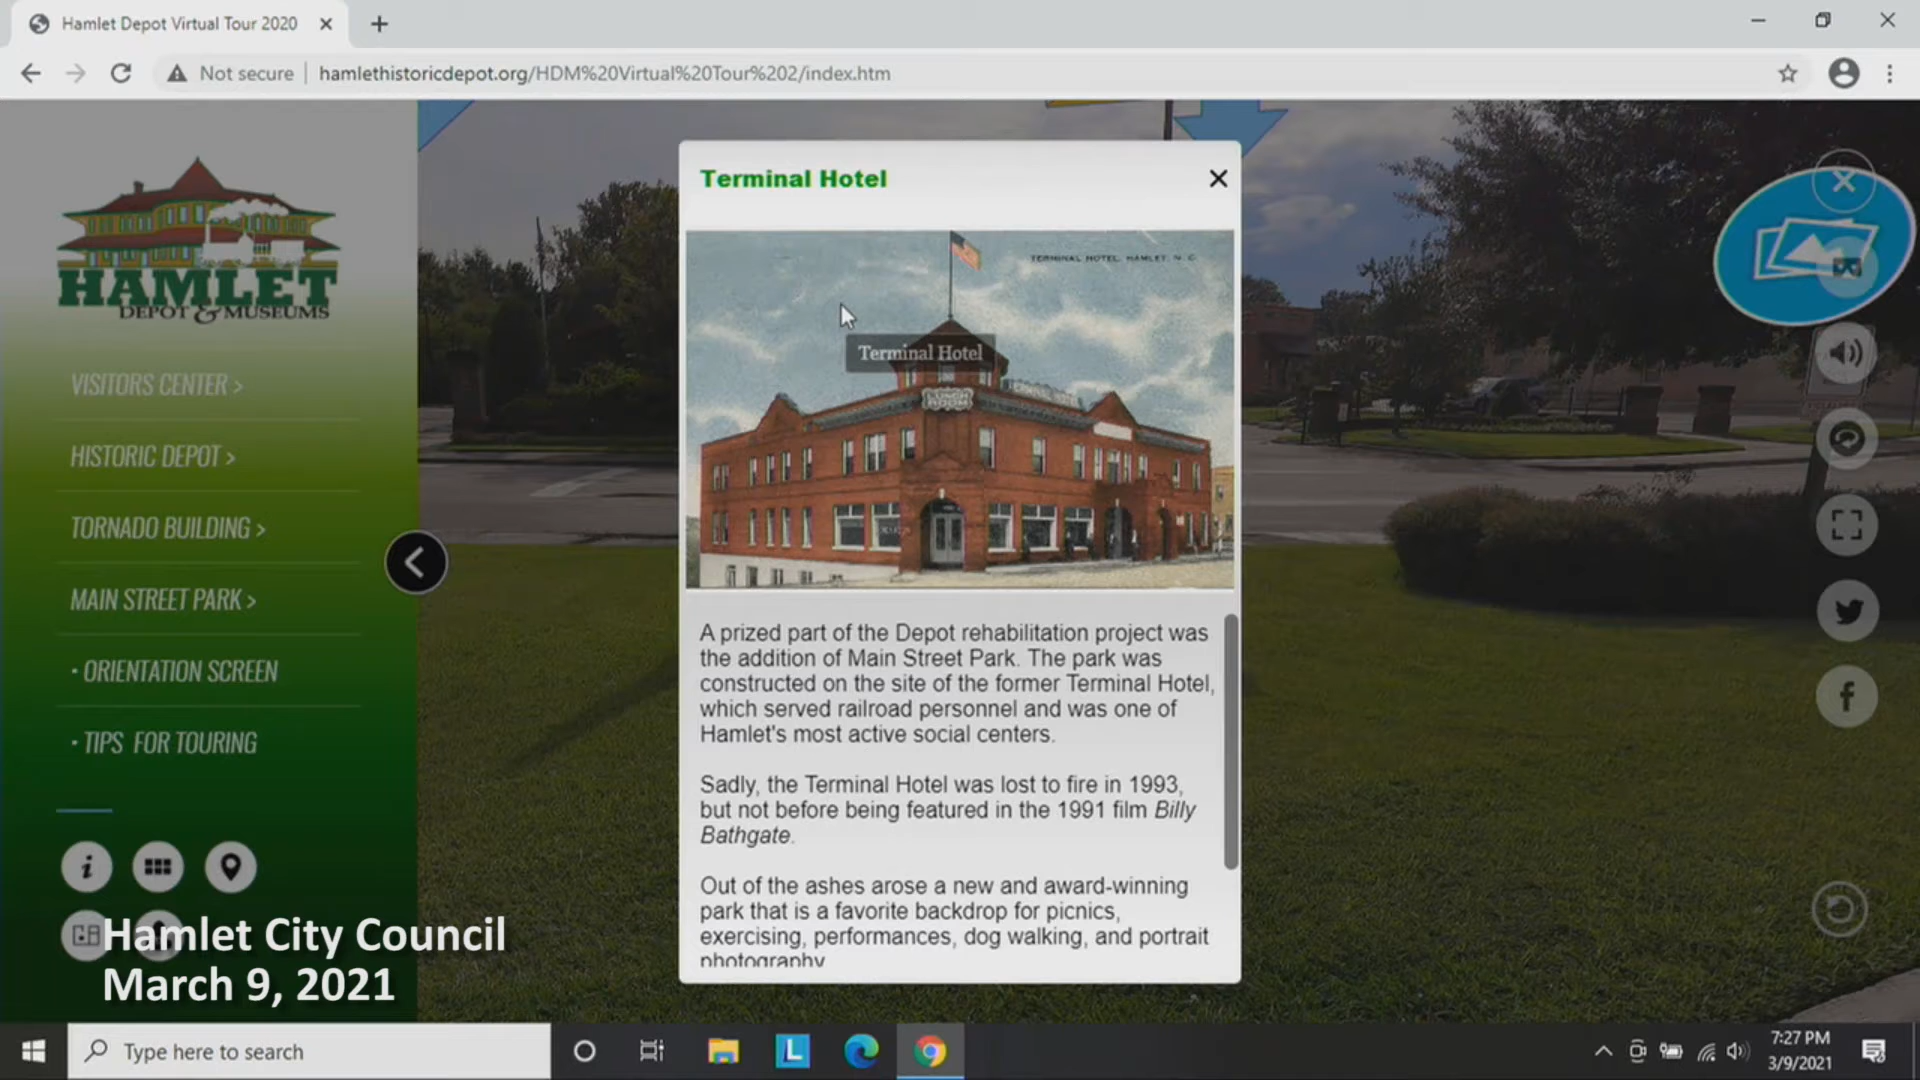 Hamlet Depot Virtual Tour 2020
Not secure
hamlethistoricdepot.org/HDM%20Virtual%20Tour%202/index.htm
HAMLET
DEPOT & MUSEUMS
VISITORS CENTER >
HISTORIC DEPOT >
TORNADO BUILDING >
MAIN STREET PARK >
• ORIENTATION SCREEN
• TIPS FOR TOURING
Terminal Hotel
TERMINAL HOTEL, HAMLET, N. C.
Terminal Hotel
LUNCH
ROOM
A prized part of the Depot rehabilitation project was
the addition of Main Street Park. The park was
constructed on the site of the former Terminal Hotel,
which served railroad personnel and was one of
Hamlet's most active social centers.
Sadly, the Terminal Hotel was lost to fire in 1993,
but not before being featured in the 1991 film Billy
Bathgate.
Out of the ashes arose a new and award-winning
park that is a favorite backdrop for picnics,
exercising, performances, dog walking, and portrait
photography
Hamlet City Council
March 9, 2021
Type here to search
7:27 PM
3/9/2021